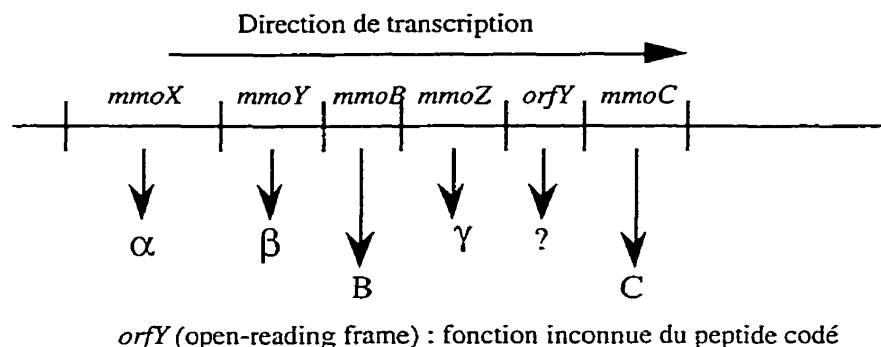 Direction de transcription
mmoX mmoY mmoB mmoZ orfY mmoC
α β γ ?
B C
orfY (open-reading frame) : fonction inconnue du peptide codé